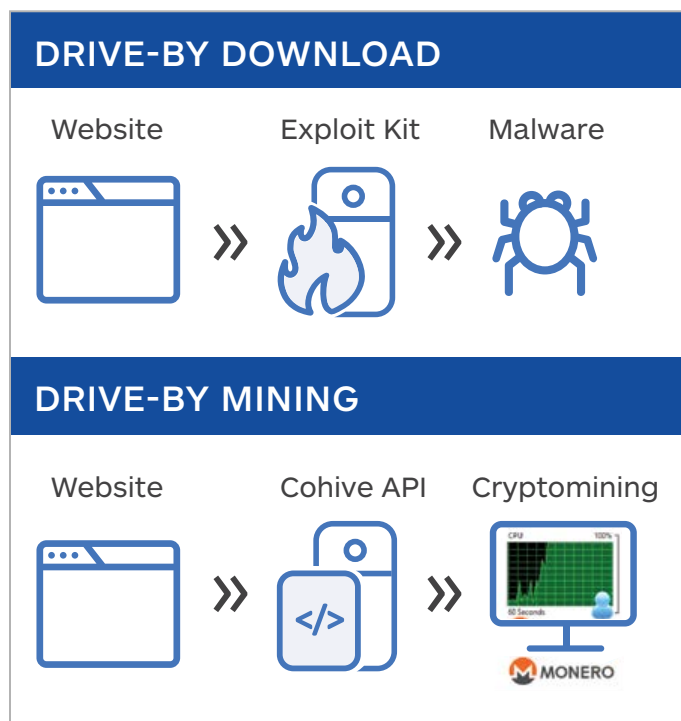 DRIVE-BY DOWNLOAD
Website Exploit Kit Malware
DRIVE-BY MINING
Website Cohive API Cryptomining
</>
CPU 100%
60 Seconds
MONERO